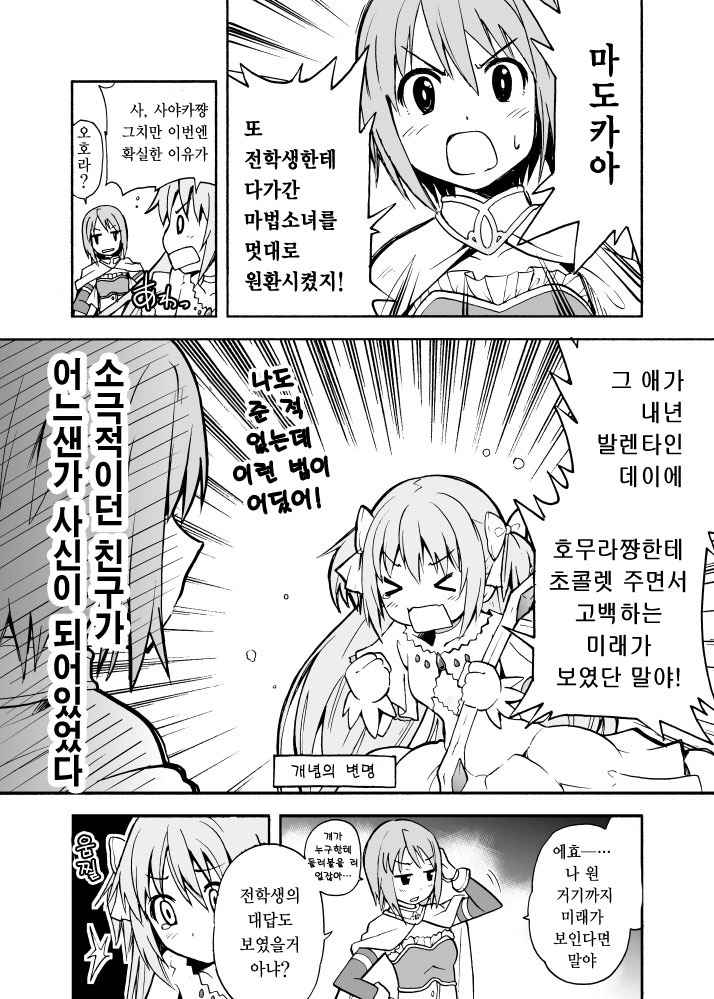 마도카아
또
전학생한테
다가간
마법소녀를
멋대로
원환시켰지!
사, 사야카쨩
그치만 이번엔
확실한 이유가
오호라?
あわっ
그 애가
내년
발렌타인
데이에
호무라쨩한테
초콜렛 주면서
고백하는
미래가
보였단 말야!
나도
준 적
없는데
이런 법이
어딨어!
개념의 변명
소극적이던 친구가
어느샌가 사신이 되어있었다
에효—…
나 원
거기까지
미래가
보인다면
말야
걔가
누구한테
들러붙을 리
없잖아…
전학생의
대답도
보였을거
아냐?
움찔